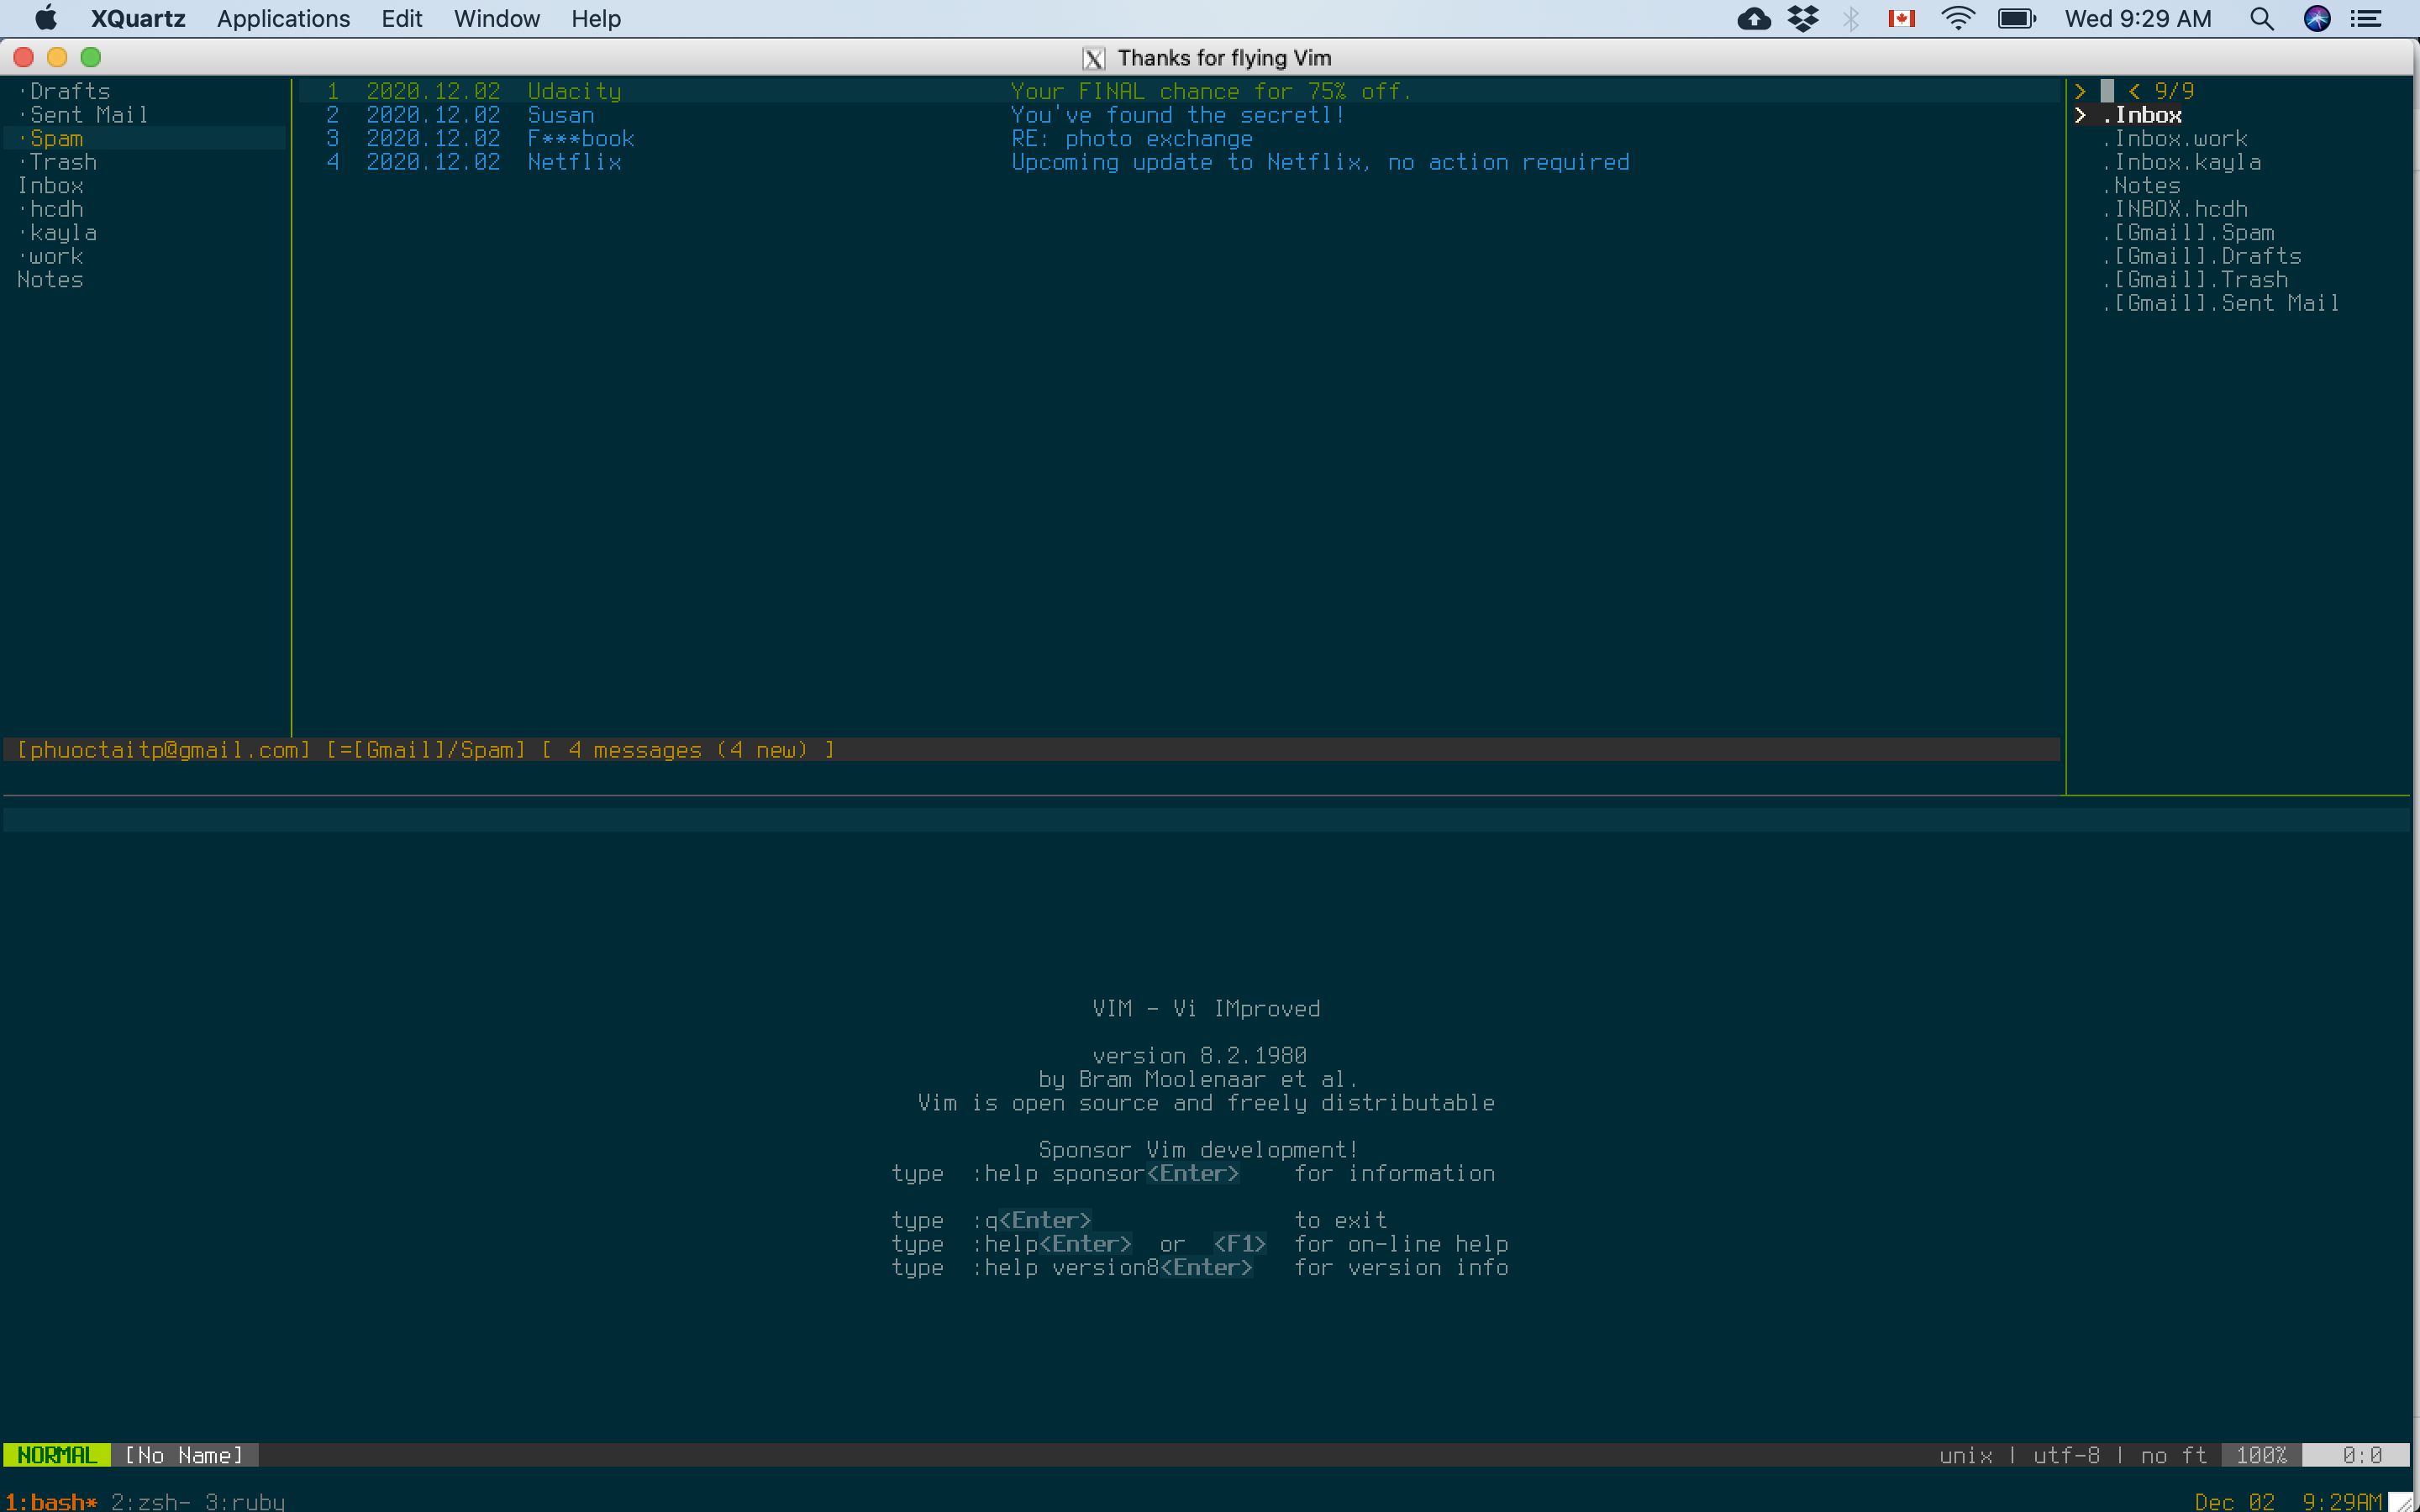 XQuartz Applications Edit Window Help Wed 9:29 AM
X Thanks for flying Vim
·Drafts
·Sent Mail
·Spam
·Trash
Inbox
·hcdh
·kayla
·work
Notes
1 2020.12.02 Udacity Your FINAL chance for 75% off.
2 2020.12.02 Susan You've found the secretl!
3 2020.12.02 F***book RE: photo exchange
4 2020.12.02 Netflix Upcoming update to Netflix, no action required
> < 9/9
> .Inbox
.Inbox.work
.Inbox.kayla
.Notes
.INBOX.hcdh
.[Gmail].Spam
.[Gmail].Drafts
.[Gmail].Trash
.[Gmail].Sent Mail
[phuoctaitp@gmail.com] [=[Gmail]/Spam] [ 4 messages (4 new) ]
VIM - Vi IMproved
version 8.2.1980
by Bram Moolenaar et al.
Vim is open source and freely distributable
Sponsor Vim development!
type :help sponsor<Enter> for information
type :q<Enter> to exit
type :help<Enter> or <F1> for on-line help
type :help version8<Enter> for version info
NORMAL [No Name] unix | utf-8 | no ft 100% 0:0
1:bash* 2:zsh- 3:ruby Dec 02 9:29AM